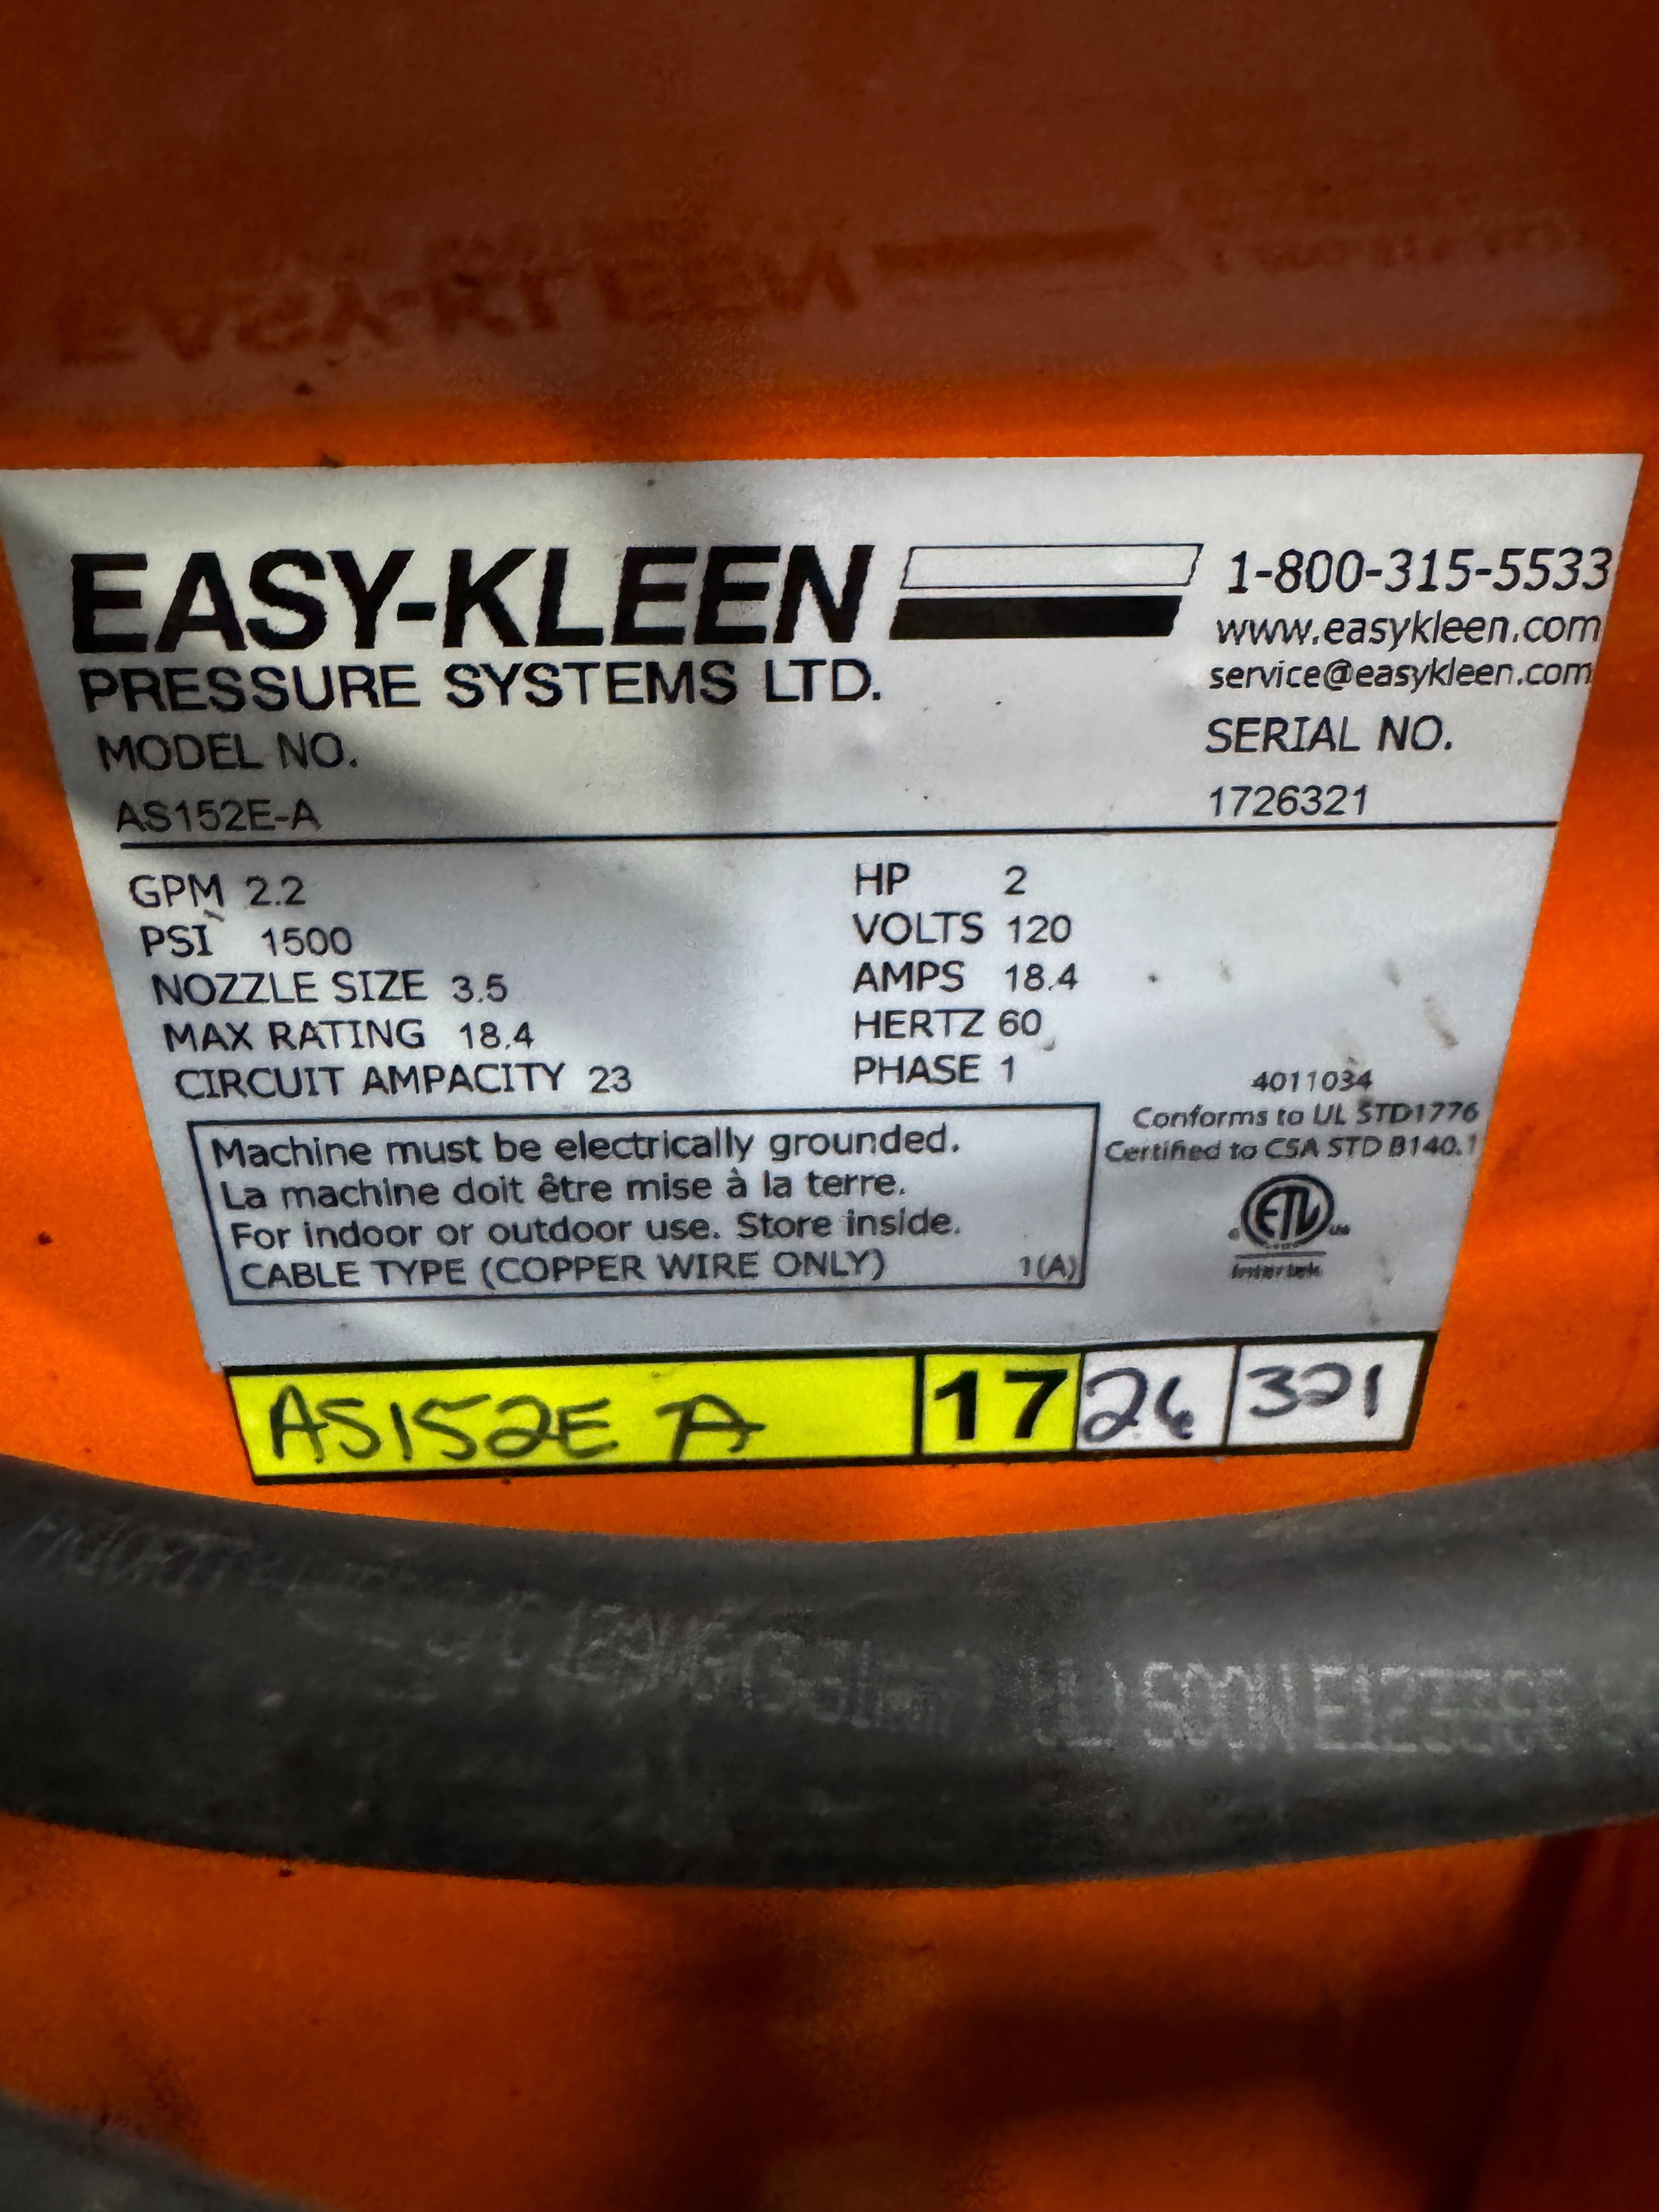 EASY-KLEEN
PRESSURE SYSTEMS LTD.
1-800-315-5533
www.easykleen.com
service@easykleen.com
MODEL NO.
AS152E-A
SERIAL NO.
1726321
GPM 2.2
PSI 1500
NOZZLE SIZE 3.5
MAX RATING 18.4
CIRCUIT AMPACITY 23
HP 2
VOLTS 120
AMPS 18.4
HERTZ 60
PHASE 1
4011034
Conforms to UL STD1776
Certified to CSA STD B140.1
ETL
Intertek
Machine must be electrically grounded.
La machine doit être mise à la terre.
For indoor or outdoor use. Store inside.
CABLE TYPE (COPPER WIRE ONLY) 1(A)
AS152E A 17 26 321
12AWG (UL) SOOW